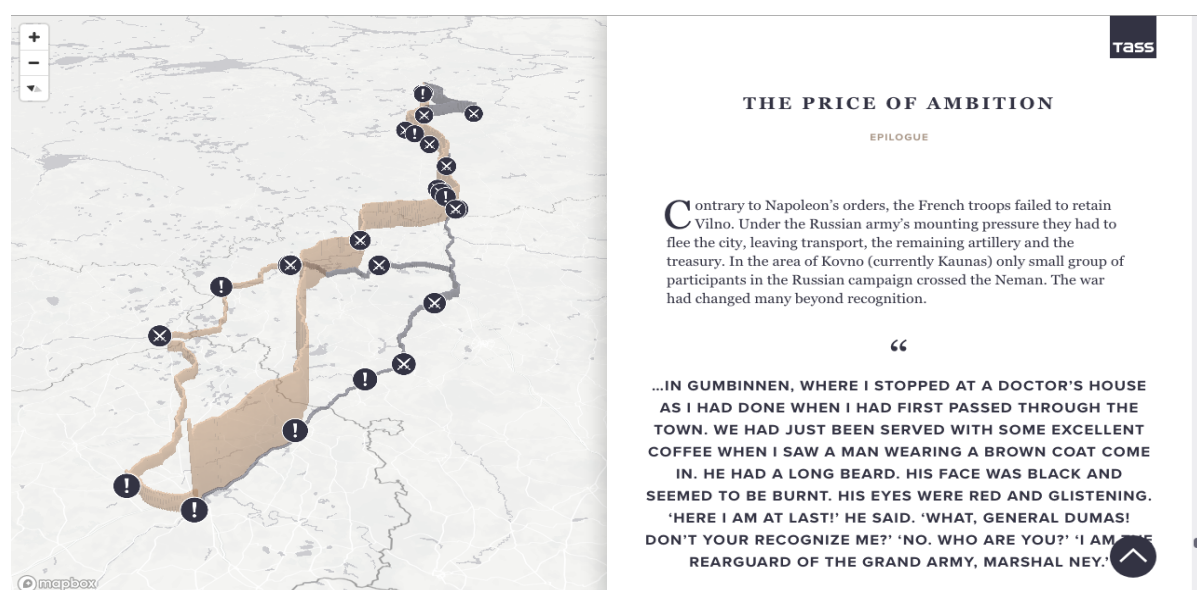 TASS
THE PRICE OF AMBITION
EPILOGUE
Contrary to Napoleon's orders, the French troops failed to retain
Vilno. Under the Russian army's mounting pressure they had to
flee the city, leaving transport, the remaining artillery and the
treasury. In the area of Kovno (currently Kaunas) only small group of
participants in the Russian campaign crossed the Neman. The war
had changed many beyond recognition.
“
...IN GUMBINNEN, WHERE I STOPPED AT A DOCTOR'S HOUSE
AS I HAD DONE WHEN I HAD FIRST PASSED THROUGH THE
TOWN. WE HAD JUST BEEN SERVED WITH SOME EXCELLENT
COFFEE WHEN I SAW A MAN WEARING A BROWN COAT COME
IN. HE HAD A LONG BEARD. HIS FACE WAS BLACK AND
SEEMED TO BE BURNT. HIS EYES WERE RED AND GLISTENING.
‘HERE I AM AT LAST!’ HE SAID. ‘WHAT, GENERAL DUMAS!
DON'T YOUR RECOGNIZE ME?’ ‘NO. WHO ARE YOU?’ ‘I AM THE
REARGUARD OF THE GRAND ARMY, MARSHAL NEY.’
mapbox